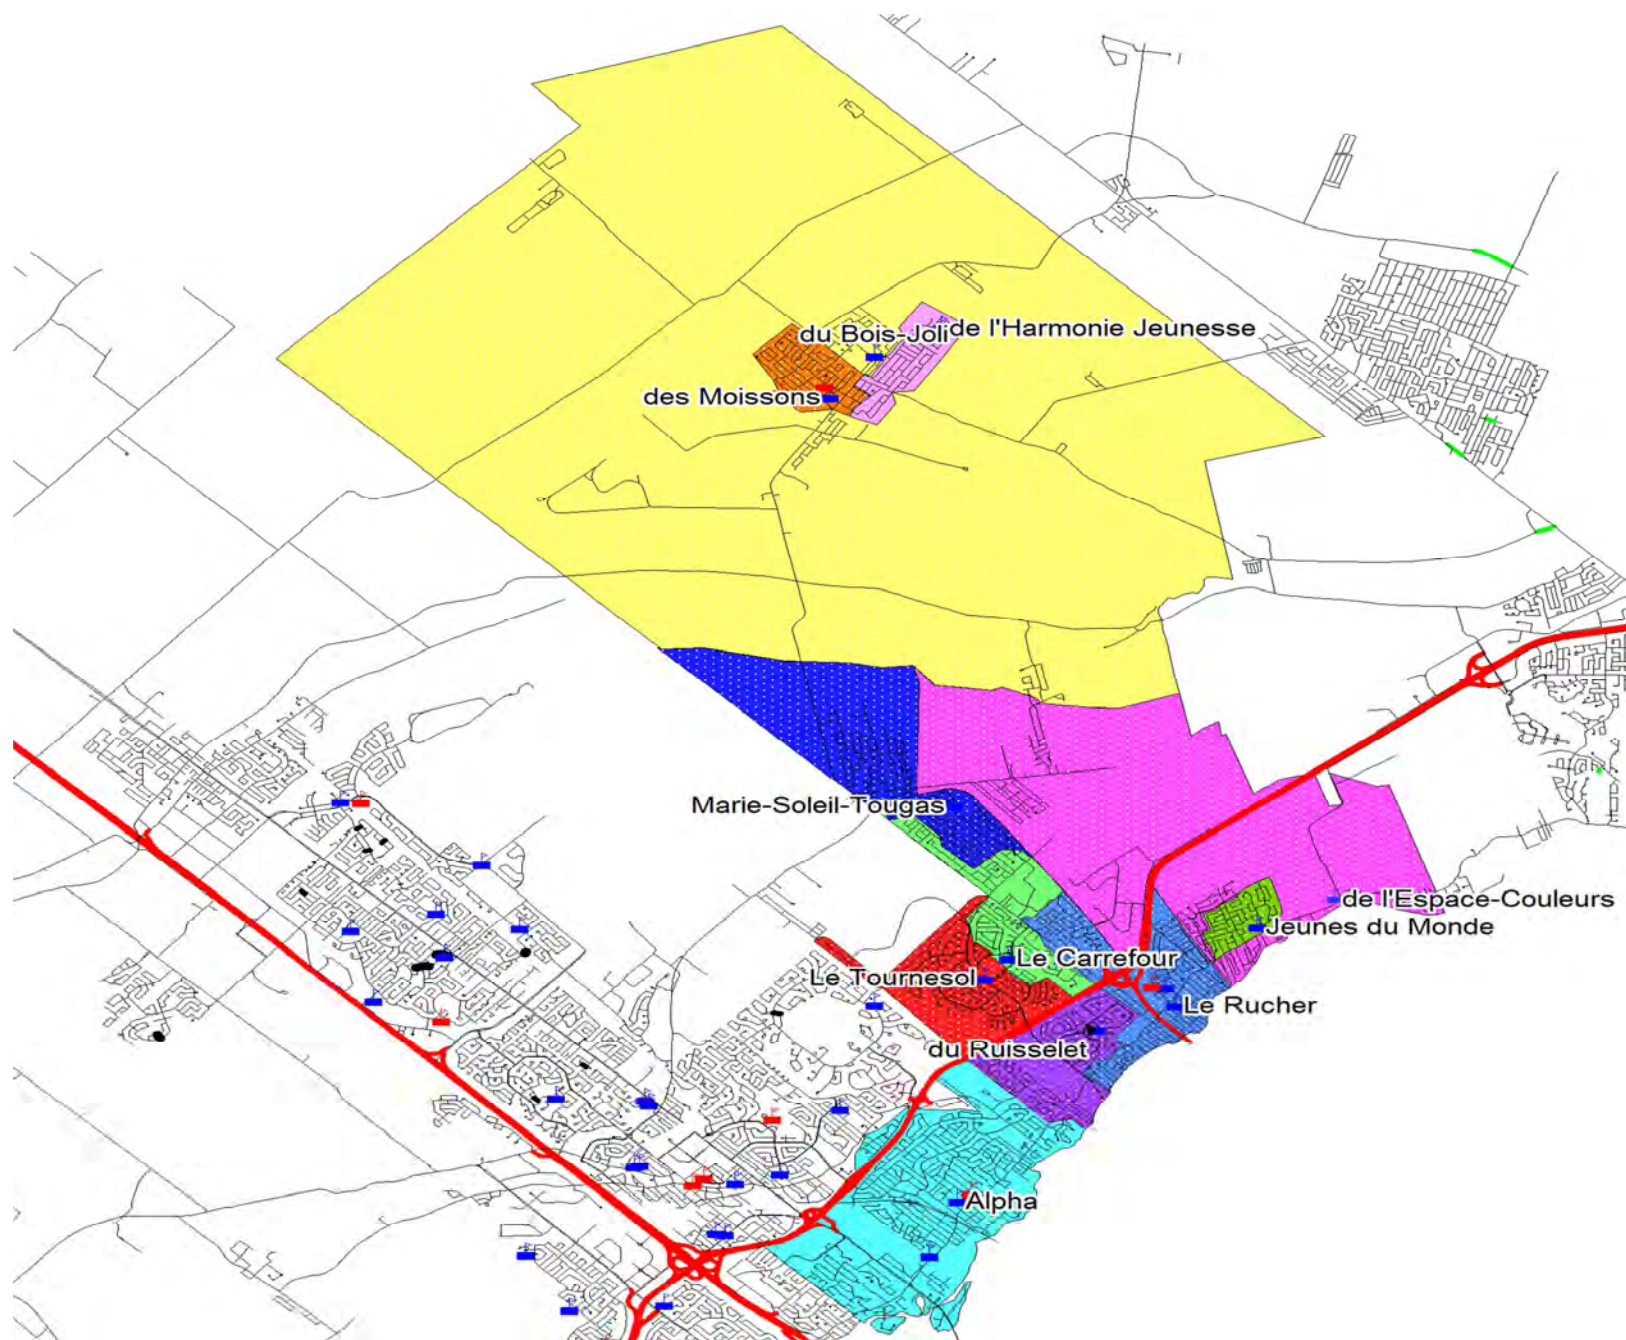 du Bois-Joli
de l'Harmonie Jeunesse
des Moissons
Marie-Soleil-Tougas
de l'Espace-Couleurs
Jeunes du Monde
Le Carrefour
Le Tournesol
Le Rucher
du Ruisselet
Alpha